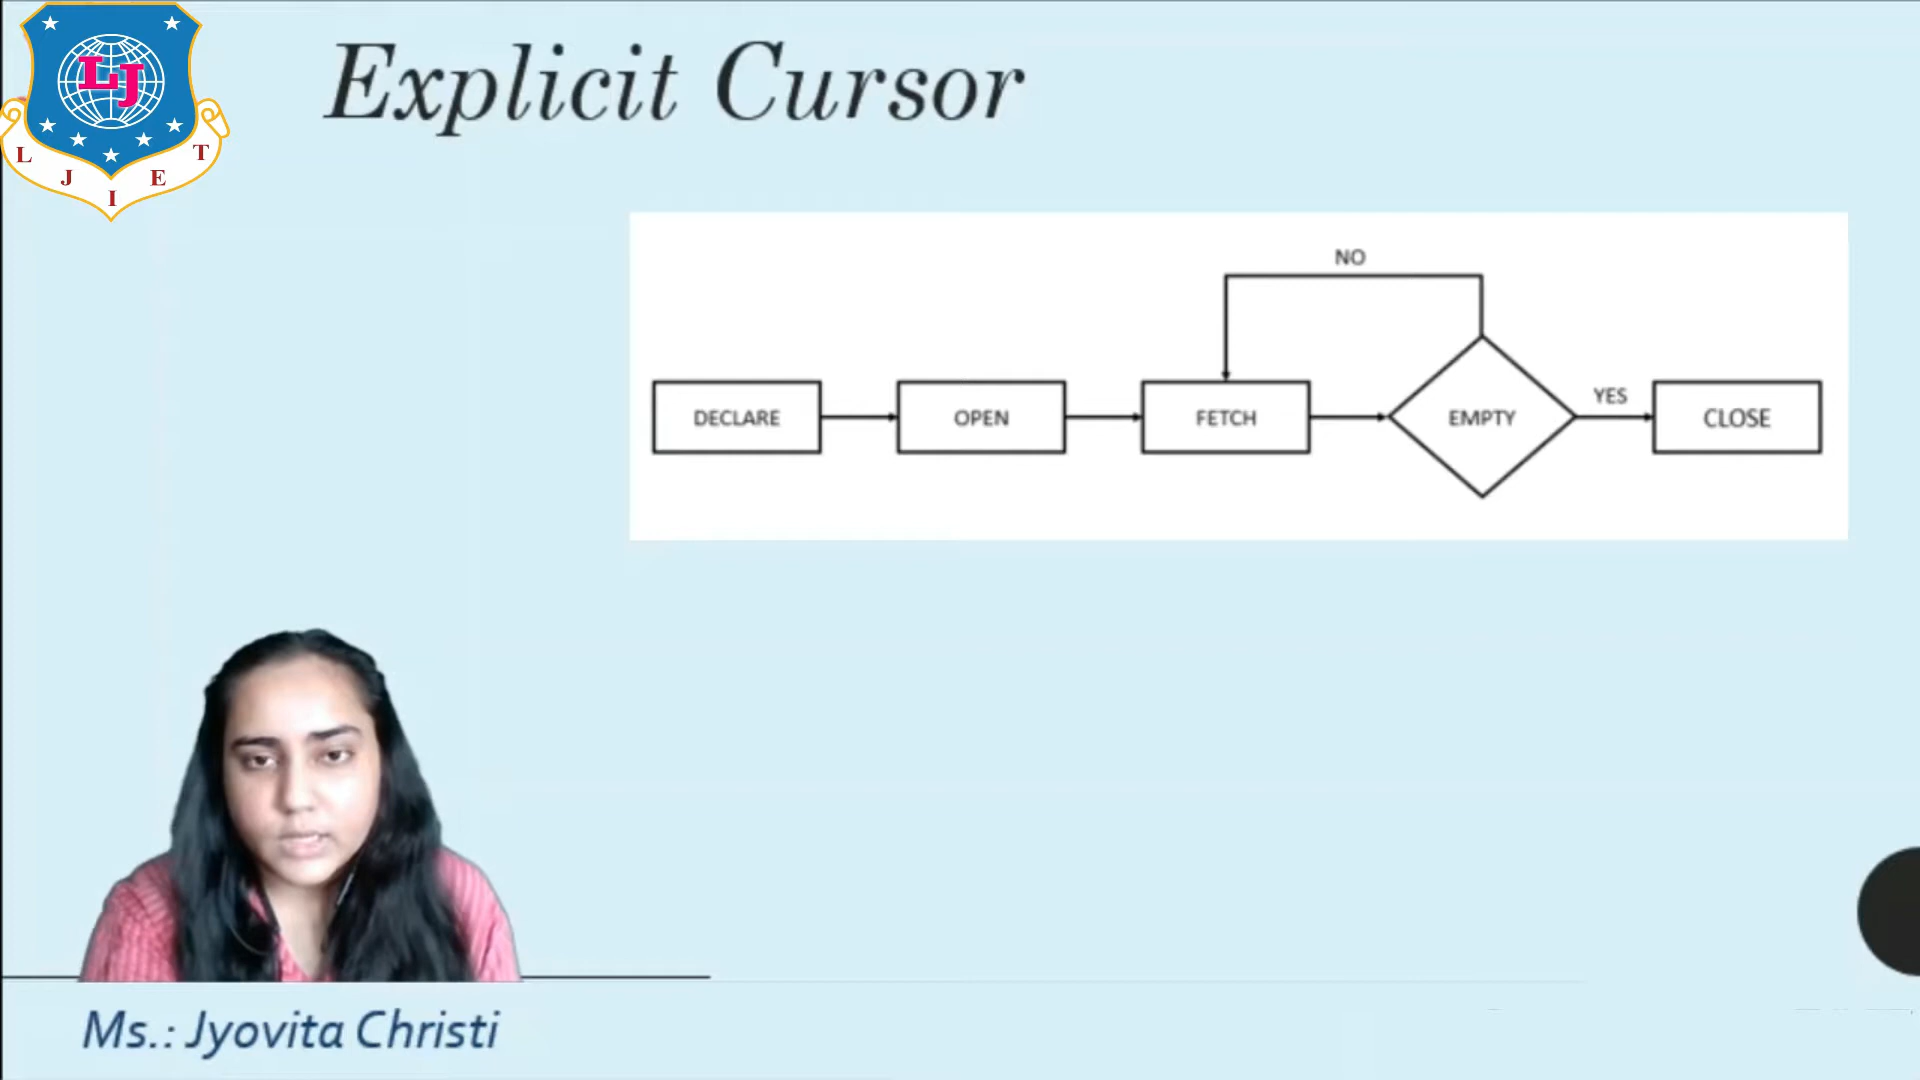 LJ
L J I E T
Explicit Cursor
NO
DECLARE OPEN FETCH EMPTY YES CLOSE
Ms.: Jyovita Christi